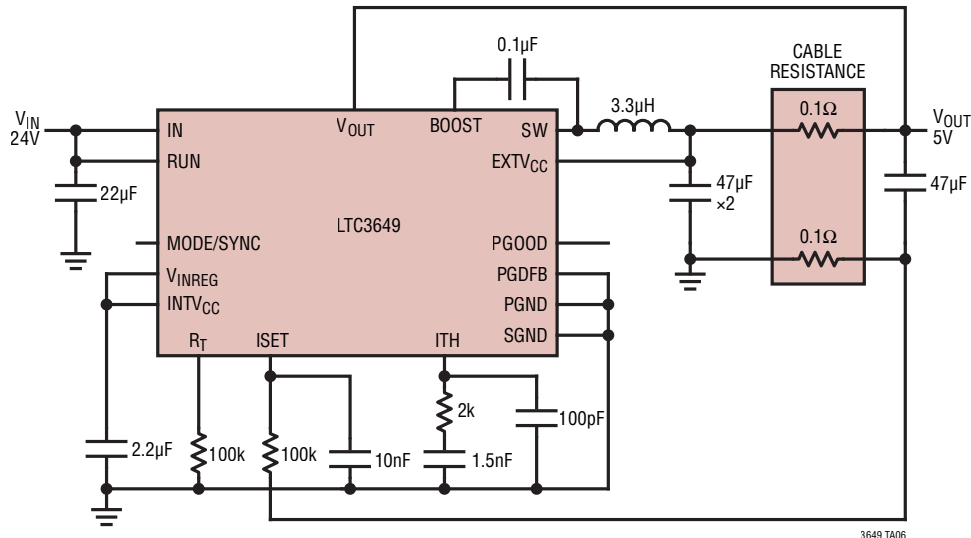 0.1µF
CABLE
RESISTANCE
3.3µH
0.1Ω
VIN
24V
IN
VOUT
BOOST
SW
VOUT
5V
RUN
EXTVCC
22µF
47µF
×2
47µF
LTC3649
MODE/SYNC
PGOOD
0.1Ω
VINREG
PGDFB
INTVCC
PGND
SGND
RT
ISET
ITH
2k
100pF
2.2µF
100k
100k
10nF
1.5nF
3649 TA06